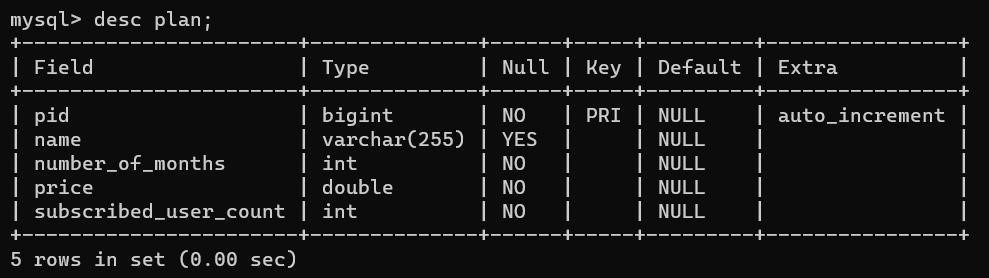 mysql> desc plan;
+-----------------------+--------------+------+-----+---------+----------------+
| Field                 | Type         | Null | Key | Default | Extra          |
+-----------------------+--------------+------+-----+---------+----------------+
| pid                   | bigint       | NO   | PRI | NULL    | auto_increment |
| name                  | varchar(255) | YES  |     | NULL    |                |
| number_of_months      | int          | NO   |     | NULL    |                |
| price                 | double       | NO   |     | NULL    |                |
| subscribed_user_count | int          | NO   |     | NULL    |                |
+-----------------------+--------------+------+-----+---------+----------------+
5 rows in set (0.00 sec)